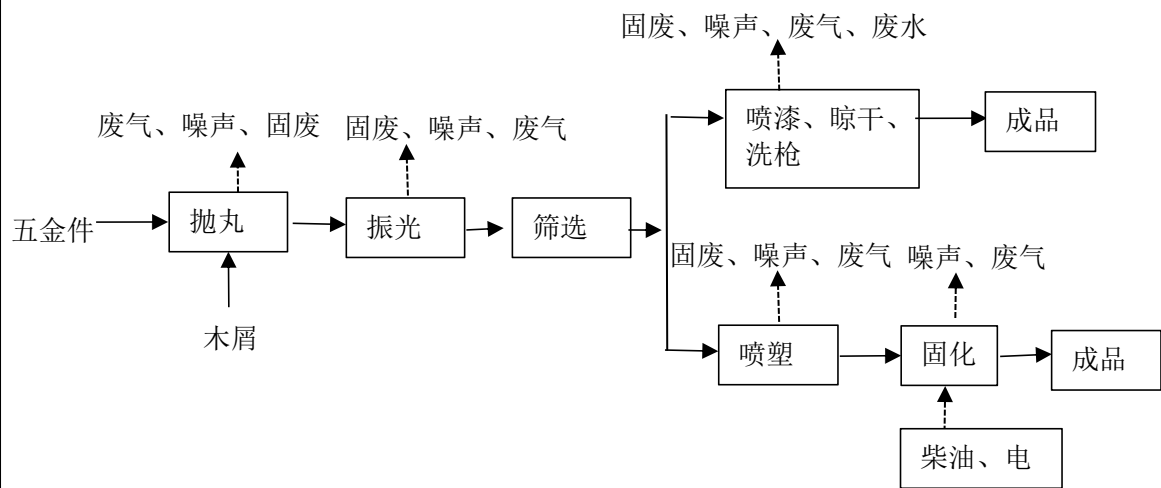 固废、噪声、废气、废水
废气、噪声、固废
固废、噪声、废气
喷漆、晾干、
洗枪
成品
五金件
抛丸
振光
筛选
木屑
固废、噪声、废气
噪声、废气
喷塑
固化
成品
柴油、电